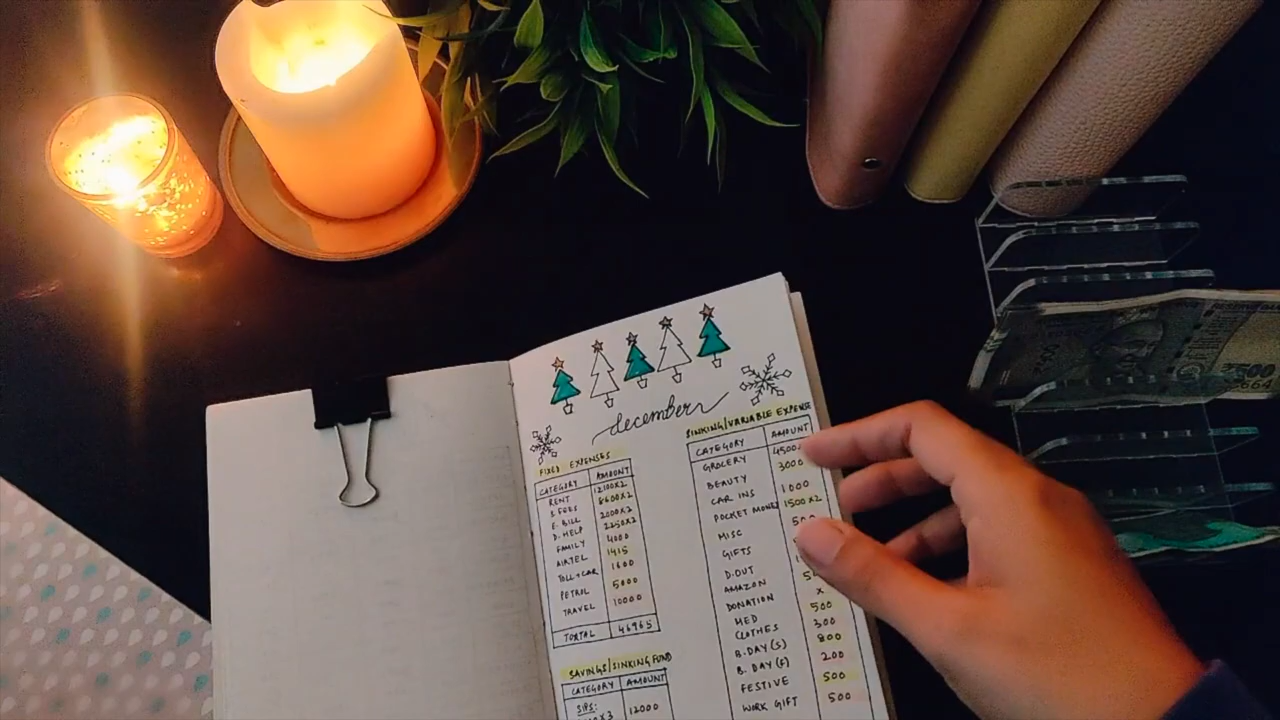 december
FIXED EXPENSES
CATEGORY AMOUNT
RENT 12100X2
S FEES 6600X2
E. BILL 2000X2
D. HELP 2250X2
FAMILY 4000
AIRTEL 1415
TOLL+CAR 1600
PETROL 5000
TRAVEL 10000
TOXTAL 46965
SAVINGS/SINKING FUND
CATEGORY AMOUNT
SIPS: 12000
SINKING/VARIABLE EXPENSE
CATEGORY AMOUNT
GROCERY 4500
BEAUTY 3000
CAR INS 1000
POCKET MONEY 1500X2
MISC
GIFTS
D.OUT
AMAZON X
DONATION 500
MED 300
CLOTHES 800
B.DAY(S) 200
B. DAY (F)
FESTIVE 500
WORK GIFT 500
500